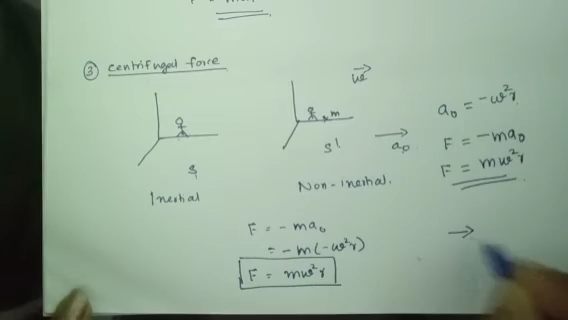 ③ Centrifugal force
ω→
m
S
S'
a₀
Inertial
Non-inertial.
a₀ = -ω²r
F = -ma₀
F = mω²r
F = - ma₀
= - m(-ω²r)
F = mω²r